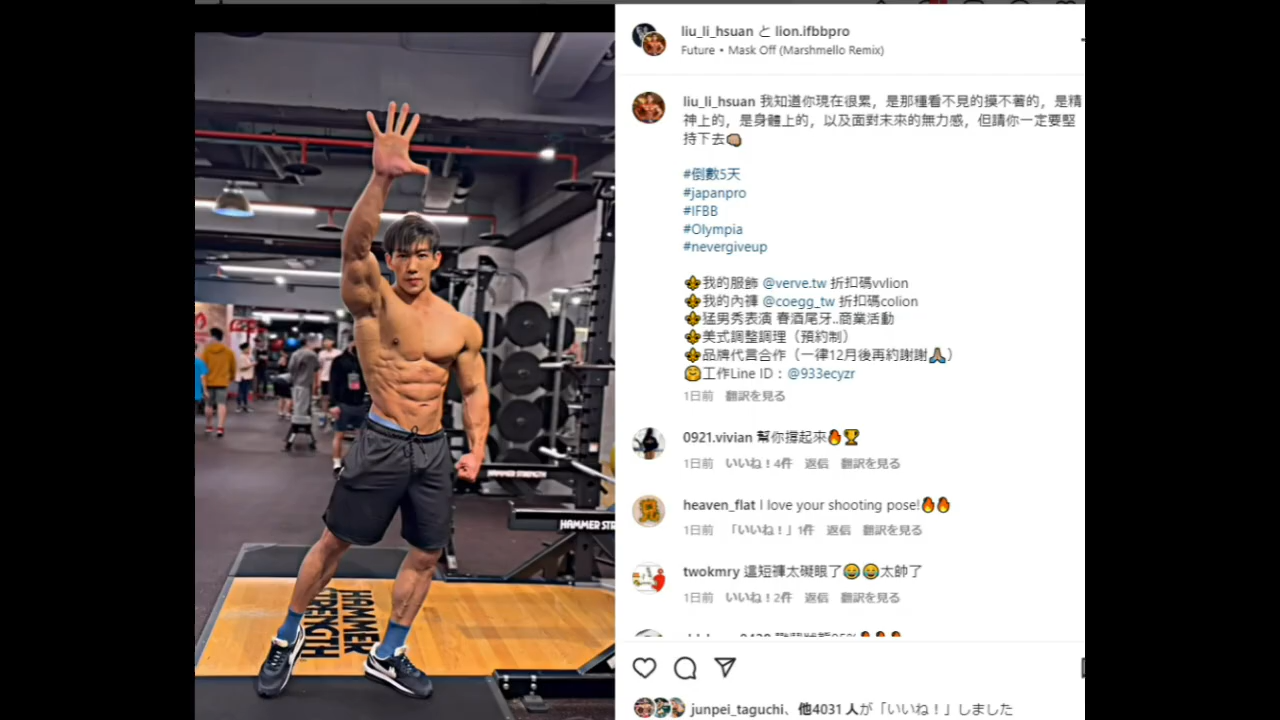 liu_li_hsuan と lion.ifbbpro
Future • Mask Off (Marshmello Remix)
liu_li_hsuan 我知道你現在很累，是那種看不見的摸不著的，是精
神上的，是身體上的，以及面對未來的無力感，但請你一定要堅
持下去👊🏼
#倒數5天
#japanpro
#IFBB
#Olympia
#nevergiveup
⚜️我的服飾 @verve.tw 折扣碼vvlion
⚜️我的內褲 @coegg_tw 折扣碼colion
⚜️猛男秀表演 春酒尾牙..商業活動
⚜️美式調整調理（預約制）
⚜️品牌代言合作（一律12月後再約謝謝🙏🏽）
🤗工作Line ID：@933ecyzr
1日前 翻訳を見る
0921.vivian 幫你撐起來🔥🏆
1日前 いいね！4件 返信 翻訳を見る
heaven_flat I love your shooting pose!🔥🔥
1日前 「いいね！」1件 返信 翻訳を見る
twokmry 這短褲太礙眼了😂😂太帥了
1日前 いいね！2件 返信 翻訳を見る
junpei_taguchi、他4031人が「いいね！」しました
HAMMER STRENGTH
HAMMER STR
HAMMER
STRENGTH